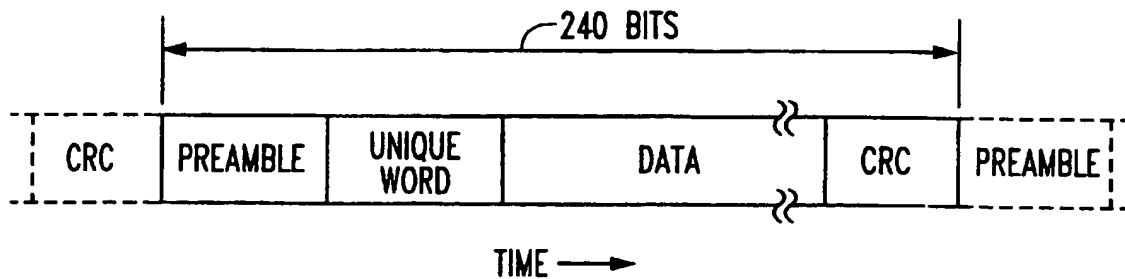 240 BITS
CRC PREAMBLE UNIQUE WORD DATA CRC PREAMBLE
TIME